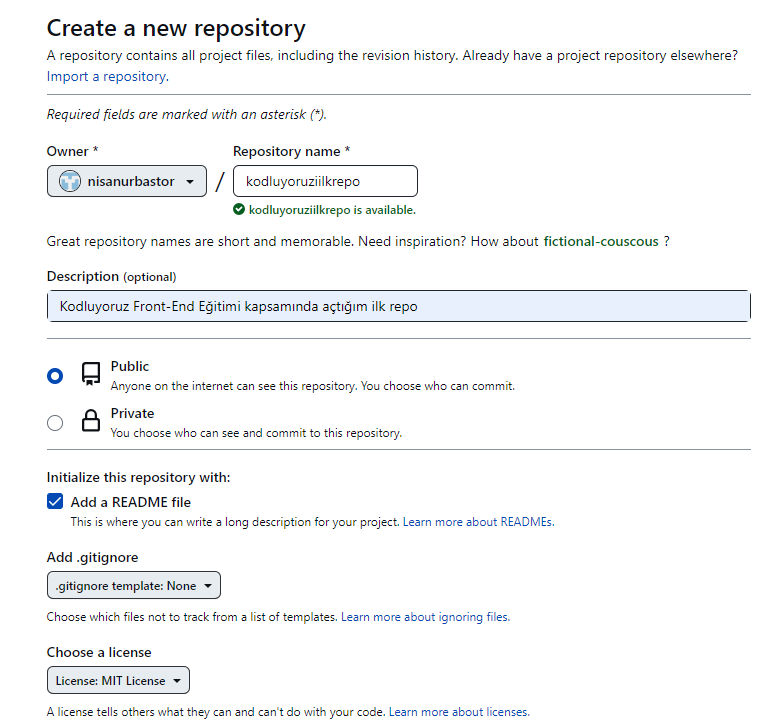 Create a new repository
A repository contains all project files, including the revision history. Already have a project repository elsewhere?
Import a repository.
Required fields are marked with an asterisk (*).
Owner * Repository name *
nisanurbastor / kodluyoruziilkrepo
kodluyoruziilkrepo is available.
Great repository names are short and memorable. Need inspiration? How about fictional-couscous ?
Description (optional)
Kodluyoruz Front-End Eğitimi kapsamında açtığım ilk repo
Public
Anyone on the internet can see this repository. You choose who can commit.
Private
You choose who can see and commit to this repository.
Initialize this repository with:
Add a README file
This is where you can write a long description for your project. Learn more about READMEs.
Add .gitignore
.gitignore template: None
Choose which files not to track from a list of templates. Learn more about ignoring files.
Choose a license
License: MIT License
A license tells others what they can and can't do with your code. Learn more about licenses.